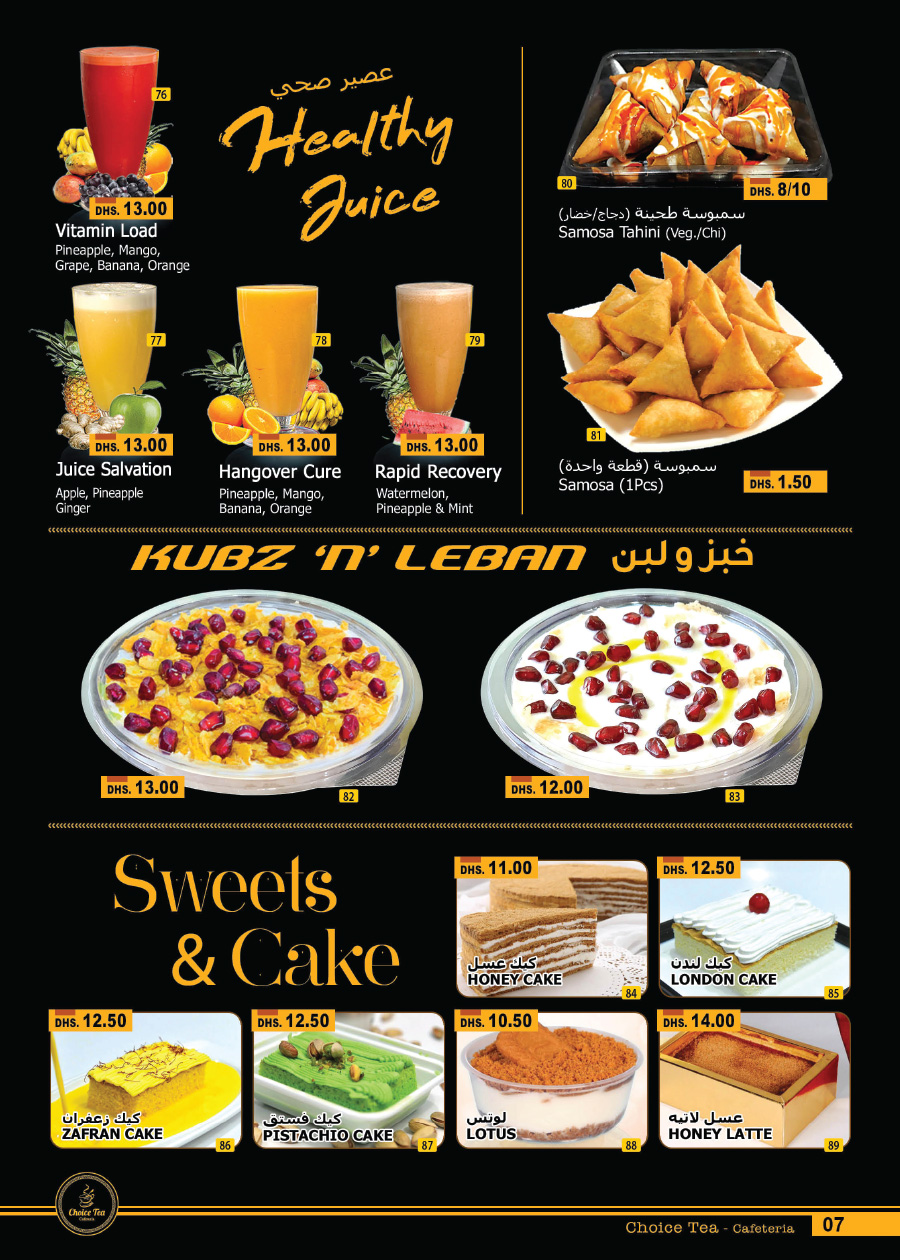 عصير صحي
Healthy
Juice
76
DHS. 13.00
Vitamin Load
Pineapple, Mango,
Grape, Banana, Orange
77
DHS. 13.00
Juice Salvation
Apple, Pineapple
Ginger
78
DHS. 13.00
Hangover Cure
Pineapple, Mango,
Banana, Orange
79
DHS. 13.00
Rapid Recovery
Watermelon,
Pineapple & Mint
80
DHS. 8/10
سمبوسة طحينة (دجاج/خضار)
Samosa Tahini (Veg./Chi)
81
سمبوسة (قطعة واحدة)
Samosa (1Pcs)
DHS. 1.50
KUBZ 'N' LEBAN خبز و لبن
DHS. 13.00
82
DHS. 12.00
83
Sweets
& Cake
DHS. 11.00
كيك عسل
HONEY CAKE
84
DHS. 12.50
كيك لندن
LONDON CAKE
85
DHS. 12.50
كيك زعفران
ZAFRAN CAKE
86
DHS. 12.50
كيك فستق
PISTACHIO CAKE
87
DHS. 10.50
لوتس
LOTUS
88
DHS. 14.00
عسل لاتيه
HONEY LATTE
89
Choice Tea
Cafeteria
Choice Tea - Cafeteria
07